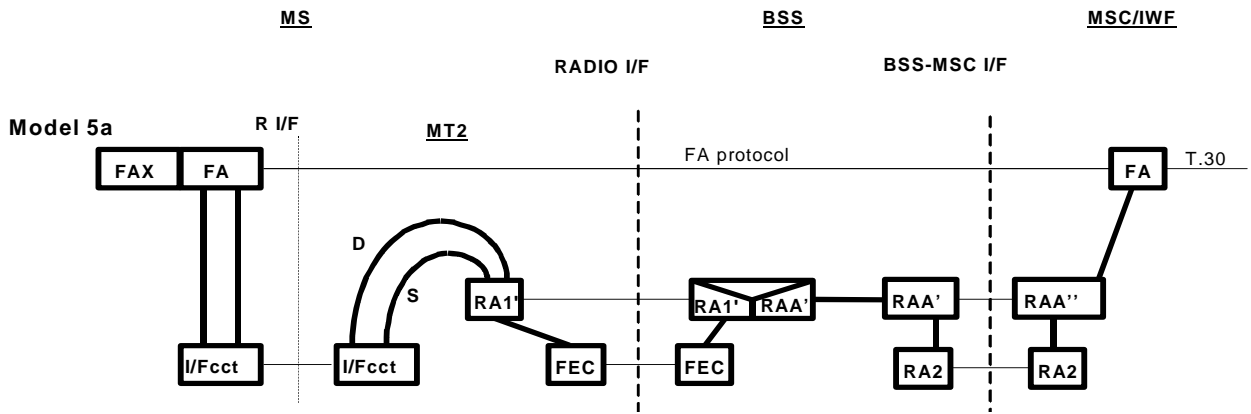 MS BSS MSC/IWF
RADIO I/F BSS-MSC I/F
Model 5a R I/F MT2
FAX FA FA protocol FA T.30
D
S
RA1' RA1' RAA' RAA' RAA''
I/Fcct I/Fcct FEC FEC RA2 RA2